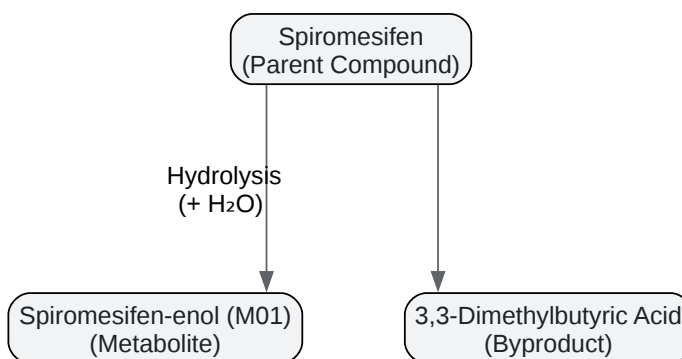 Spiromesifen
(Parent Compound)
Hydrolysis
(+ H₂O)
Spiromesifen-enol (M01)
(Metabolite)
3,3-Dimethylbutyric Acid
(Byproduct)